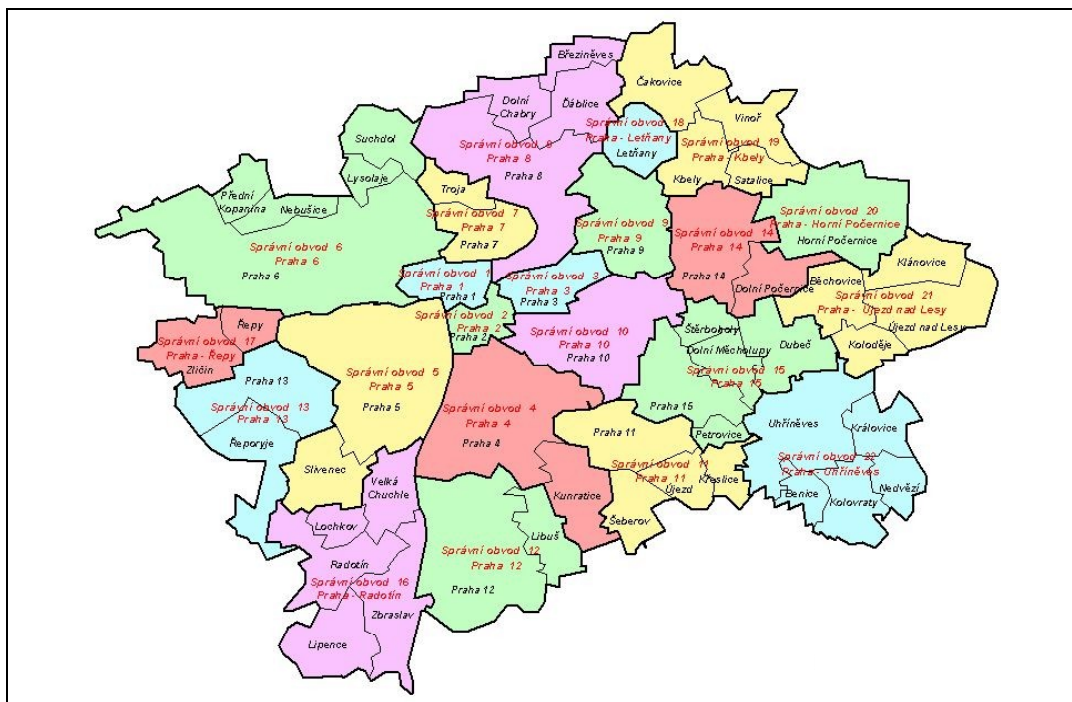 Březiněves
Čakovice
Dolní
Chabry
Ďáblice
Vinoř
Správní obvod 18
Praha - Letňany
Letňany
Suchdol
Správní obvod 8
Praha 8
Praha 8
Správní obvod 19
Praha - Kbely
Kbely
Satalice
Lysolaje
Troja
Přední
Kopanina
Nebušice
Správní obvod 7
Praha 7
Praha 7
Správní obvod 9
Praha 9
Praha 9
Správní obvod 14
Praha 14
Praha 14
Správní obvod 20
Praha - Horní Počernice
Horní Počernice
Správní obvod 6
Praha 6
Praha 6
Správní obvod 1
Praha 1
Praha 1
Správní obvod 3
Praha 3
Praha 3
Dolní Počernice
Klánovice
Běchovice
Správní obvod 21
Praha - Újezd nad Lesy
Újezd nad Lesy
Koloděje
Správní obvod 2
Praha 2
Praha 2
Řepy
Správní obvod 17
Praha - Řepy
Zličín
Správní obvod 10
Praha 10
Praha 10
Štěrboholy
Dolní Měcholupy
Dubeč
Správní obvod 15
Praha 15
Praha 15
Petrovice
Praha 13
Správní obvod 13
Praha 13
Řeporyje
Správní obvod 5
Praha 5
Praha 5
Slivenec
Správní obvod 4
Praha 4
Praha 4
Kunratice
Praha 11
Správní obvod 11
Praha 11
Újezd
Křeslice
Šeberov
Uhříněves
Královice
Správní obvod 22
Praha - Uhříněves
Benice
Kolovraty
Nedvězí
Velká
Chuchle
Lochkov
Radotín
Správní obvod 16
Praha - Radotín
Zbraslav
Lipence
Libuš
Správní obvod 12
Praha 12
Praha 12